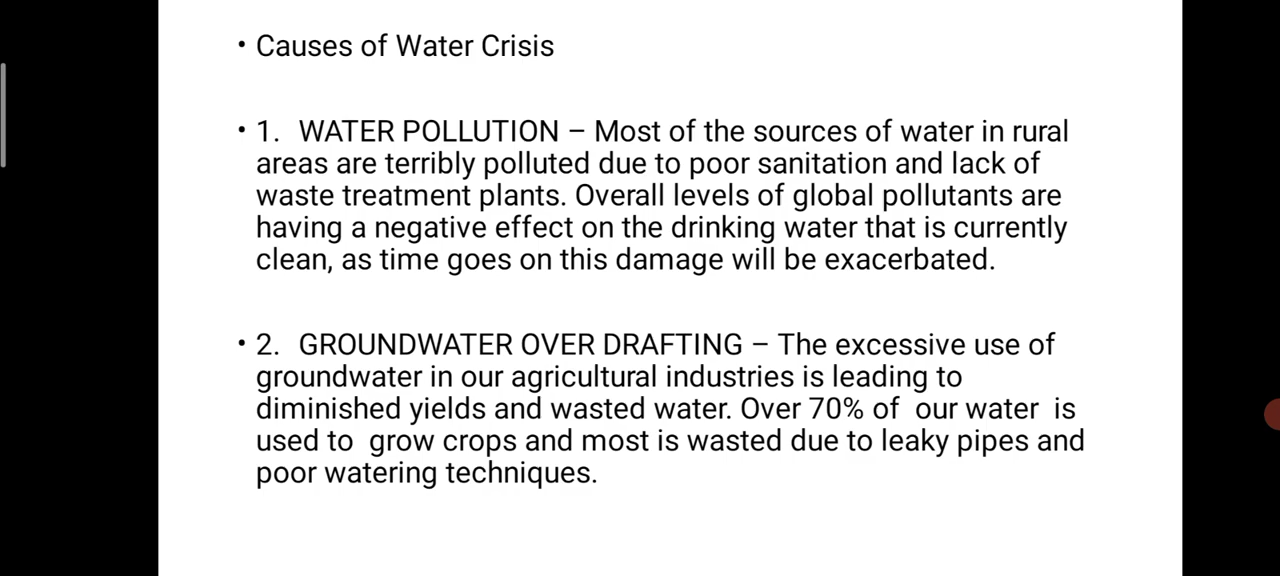 • Causes of Water Crisis
• 1. WATER POLLUTION – Most of the sources of water in rural
areas are terribly polluted due to poor sanitation and lack of
waste treatment plants. Overall levels of global pollutants are
having a negative effect on the drinking water that is currently
clean, as time goes on this damage will be exacerbated.
• 2. GROUNDWATER OVER DRAFTING – The excessive use of
groundwater in our agricultural industries is leading to
diminished yields and wasted water. Over 70% of  our water  is
used to  grow crops and most is wasted due to leaky pipes and
poor watering techniques.